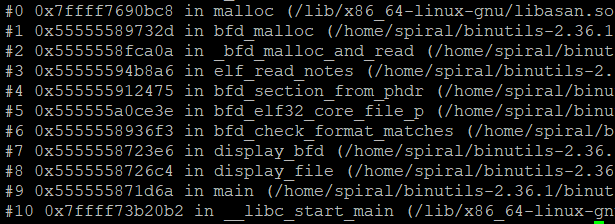 #0 0x7ffff7690bc8 in malloc (/lib/x86_64-linux-gnu/libasan.so
#1 0x55555589732d in bfd_malloc (/home/spiral/binutils-2.36.1
#2 0x5555558fca0a in _bfd_malloc_and_read (/home/spiral/binut
#3 0x55555594b8a6 in elf_read_notes (/home/spiral/binutils-2.
#4 0x555555912475 in bfd_section_from_phdr (/home/spiral/binu
#5 0x555555a0ce3e in bfd_elf32_core_file_p (/home/spiral/binu
#6 0x5555558936f3 in bfd_check_format_matches (/home/spiral/b
#7 0x5555558723e6 in display_bfd (/home/spiral/binutils-2.36.
#8 0x5555558726c4 in display_file (/home/spiral/binutils-2.36
#9 0x555555871d6a in main (/home/spiral/binutils-2.36.1/binut
#10 0x7ffff73b20b2 in __libc_start_main (/lib/x86_64-linux-g